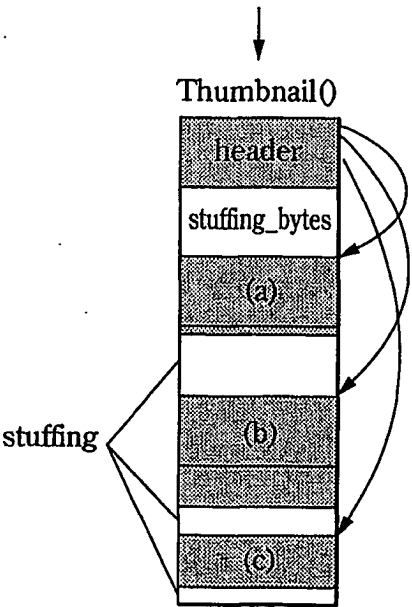 Thumbnail()
header
stuffing_bytes
(a)
stuffing
(b)
(c)